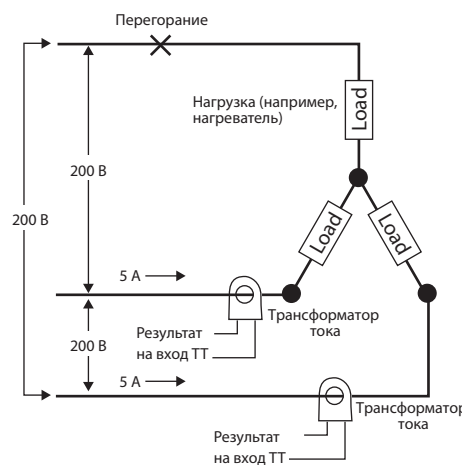 Перегорание
Нагрузка (например,
нагреватель)
Load
200 В
200 В
Load
Load
5 А
Трансформатор
тока
Результат
на вход ТТ
200 В
5 А
Трансформатор
тока
Результат
на вход ТТ